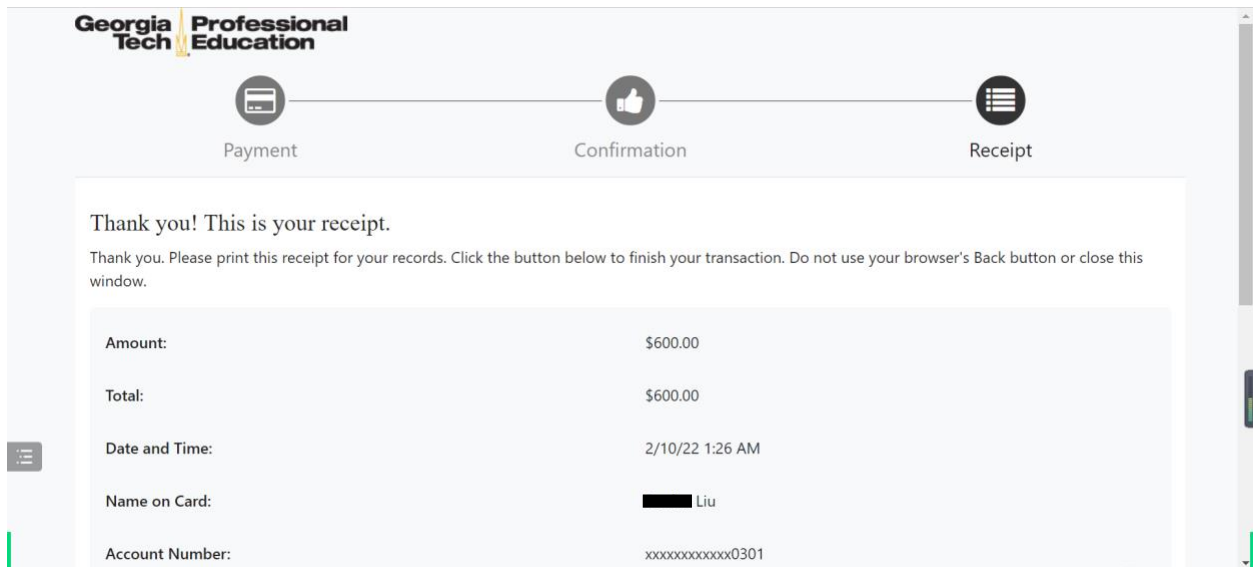 Georgia Professional
Tech Education
Payment
Confirmation
Receipt
Thank you! This is your receipt.
Thank you. Please print this receipt for your records. Click the button below to finish your transaction. Do not use your browser's Back button or close this
window.
Amount: $600.00
Total: $600.00
Date and Time: 2/10/22 1:26 AM
Name on Card: Liu
Account Number: xxxxxxxxxxxx0301